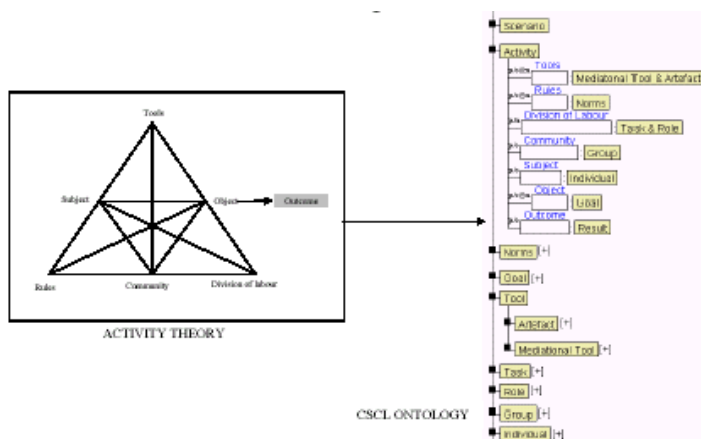 Tools
Subject
Object
Outcome
Rules
Community
Division of labour
ACTIVITY THEORY
Scenario
Activity
Tools
Mediational Tool & Artefact
Rules
Norms
Division of Labour
Task & Role
Community
Group
Subject
Individual
Object
Goal
Outcome
Result
Norms [+]
Goal [+]
Tool
Artefact [+]
Mediational Tool [+]
Task [+]
Role [+]
Group [+]
Individual [+]
CSCL ONTOLOGY